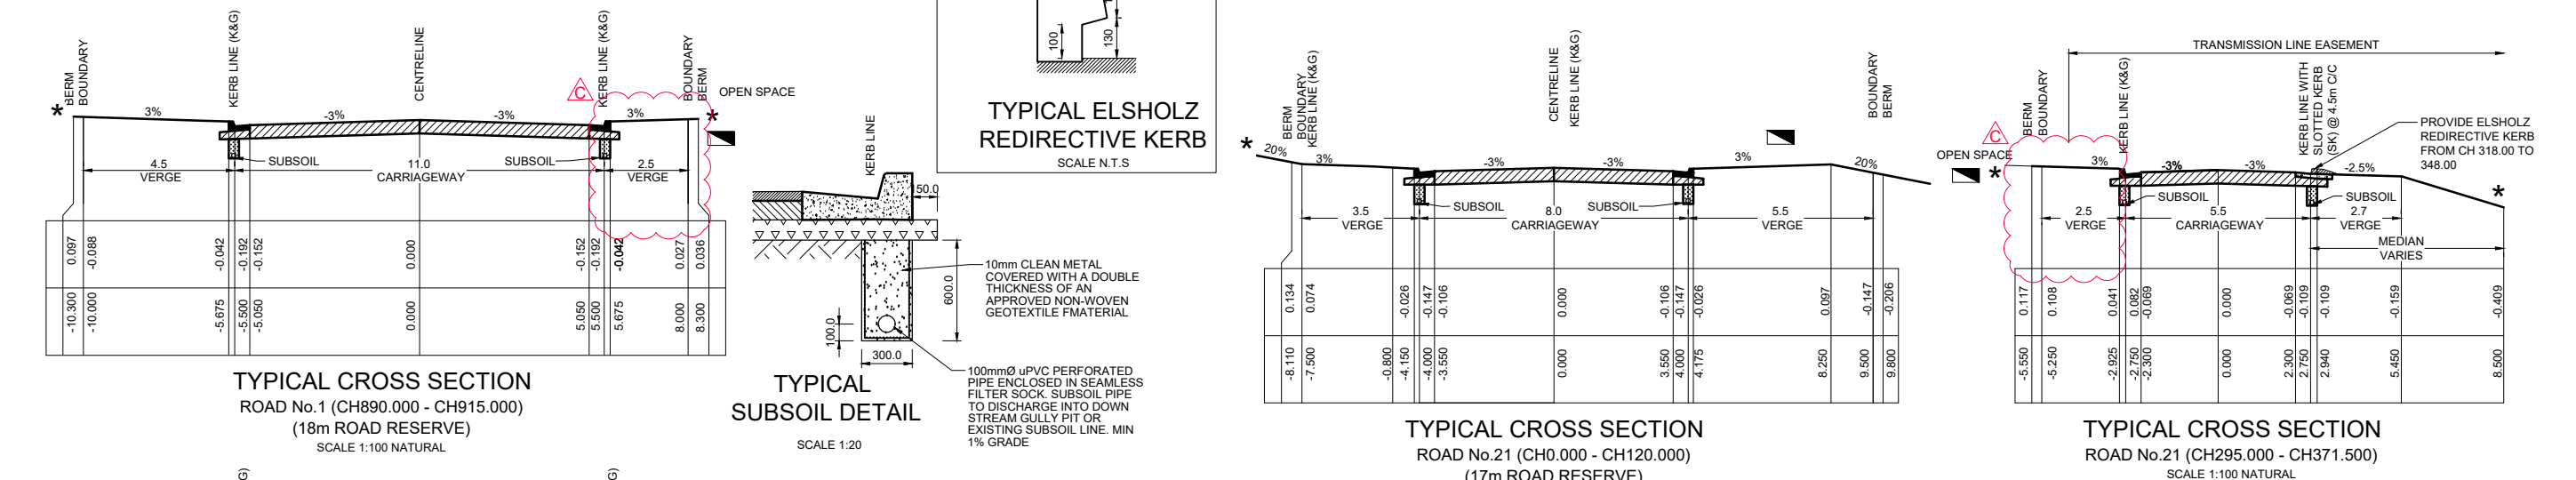 BERM
BOUNDARY
KERB LINE (K&G)
CENTRELINE
KERB LINE (K&G)
BOUNDARY
BERM
C
OPEN SPACE
*
*
3%
-3%
-3%
3%
SUBSOIL
SUBSOIL
4.5
VERGE
11.0
CARRIAGEWAY
2.5
VERGE
0.097
-0.088
-0.042
-0.192
-0.152
0.000
-0.152
-0.192
-0.042
0.027
0.036
-10.300
-10.000
-5.675
-5.500
-5.050
0.000
5.050
5.500
5.675
8.000
8.300
TYPICAL CROSS SECTION
ROAD No.1 (CH890.000 - CH915.000)
(18m ROAD RESERVE)
SCALE 1:100 NATURAL
100
130
TYPICAL ELSHOLZ
REDIRECTIVE KERB
SCALE N.T.S
KERB LINE
150.0
600.0
100.0
300.0
10mm CLEAN METAL
COVERED WITH A DOUBLE
THICKNESS OF AN
APPROVED NON-WOVEN
GEOTEXTILE FMATERIAL
100mmØ uPVC PERFORATED
PIPE ENCLOSED IN SEAMLESS
FILTER SOCK. SUBSOIL PIPE
TO DISCHARGE INTO DOWN
STREAM GULLY PIT OR
EXISTING SUBSOIL LINE. MIN
1% GRADE
TYPICAL
SUBSOIL DETAIL
SCALE 1:20
BERM
BOUNDARY
KERB LINE (K&G)
CENTRELINE
KERB LINE (K&G)
BOUNDARY
BERM
*
20%
3%
-3%
-3%
3%
20%
SUBSOIL
SUBSOIL
3.5
VERGE
8.0
CARRIAGEWAY
5.5
VERGE
0.134
0.074
-0.026
-0.147
-0.106
0.000
-0.106
-0.147
-0.026
0.097
-0.147
-0.206
-8.110
-7.500
-0.800
-4.150
-4.000
-3.550
0.000
3.550
4.000
4.175
8.250
9.500
9.800
TYPICAL CROSS SECTION
ROAD No.21 (CH0.000 - CH120.000)
(17m ROAD RESERVE)
TRANSMISSION LINE EASEMENT
BERM
BOUNDARY
KERB LINE (K&G)
KERB LINE WITH
SLOTTED KERB
(SK) @ 4.5m C/C
PROVIDE ELSHOLZ
REDIRECTIVE KERB
FROM CH 318.00 TO
348.00
C
OPEN SPACE
*
*
3%
-3%
-3%
-2.5%
SUBSOIL
SUBSOIL
2.5
VERGE
5.5
CARRIAGEWAY
2.7
VERGE
MEDIAN
VARIES
0.117
0.108
0.041
0.082
-0.069
0.000
-0.069
-0.109
-0.109
-0.159
-0.409
-5.550
-5.250
-2.925
-2.750
-2.300
0.000
2.300
2.750
2.940
5.450
8.500
TYPICAL CROSS SECTION
ROAD No.21 (CH295.000 - CH371.500)
SCALE 1:100 NATURAL